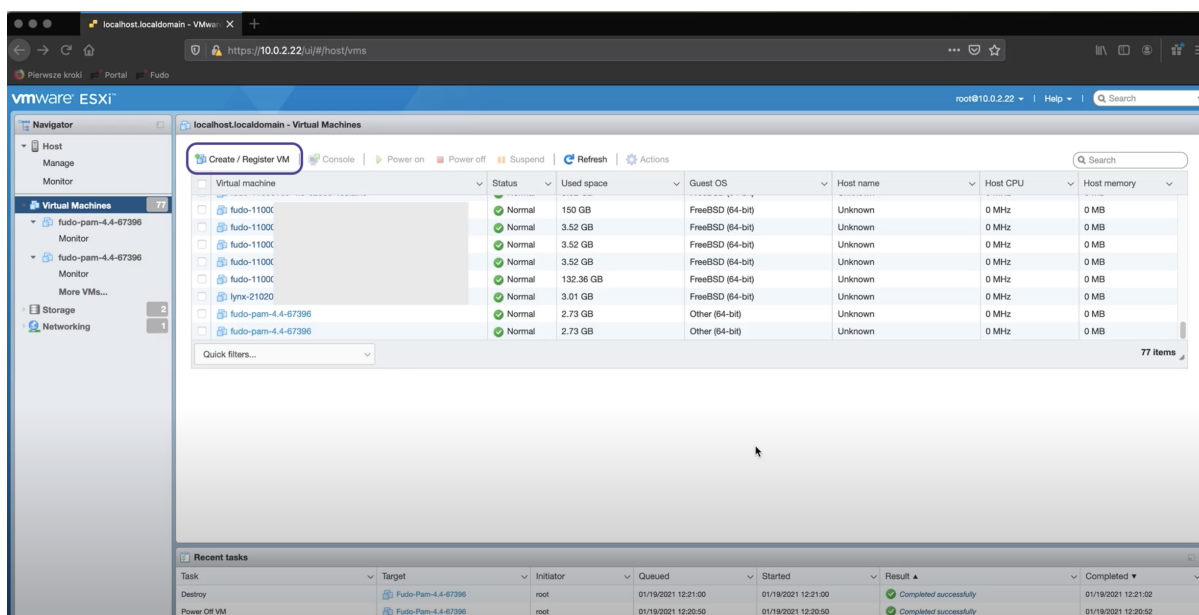 localhost.localdomain - VMwar
https://10.0.2.22/ui/#/host/vms
Pierwsze kroki Portal Fudo
vmware ESXi™
root@10.0.2.22 | Help | Search
Navigator
Host
Manage
Monitor
Virtual Machines 77
fudo-pam-4.4-67396
Monitor
fudo-pam-4.4-67396
Monitor
More VMs...
Storage 2
Networking 1
localhost.localdomain - Virtual Machines
Create / Register VM | Console | Power on Power off Suspend | Refresh | Actions
Search
Virtual machine Status Used space Guest OS Host name Host CPU Host memory
fudo-1100 Normal 150 GB FreeBSD (64-bit) Unknown 0 MHz 0 MB
fudo-1100 Normal 3.52 GB FreeBSD (64-bit) Unknown 0 MHz 0 MB
fudo-1100 Normal 3.52 GB FreeBSD (64-bit) Unknown 0 MHz 0 MB
fudo-1100 Normal 3.52 GB FreeBSD (64-bit) Unknown 0 MHz 0 MB
fudo-1100 Normal 132.36 GB FreeBSD (64-bit) Unknown 0 MHz 0 MB
lynx-21020 Normal 3.01 GB FreeBSD (64-bit) Unknown 0 MHz 0 MB
fudo-pam-4.4-67396 Normal 2.73 GB Other (64-bit) Unknown 0 MHz 0 MB
fudo-pam-4.4-67396 Normal 2.73 GB Other (64-bit) Unknown 0 MHz 0 MB
Quick filters...
77 items
Recent tasks
Task Target Initiator Queued Started Result Completed
Destroy Fudo-Pam-4.4-67396 root 01/19/2021 12:21:00 01/19/2021 12:21:00 Completed successfully 01/19/2021 12:21:02
Power Off VM Fudo-Pam-4.4-67396 root 01/19/2021 12:20:50 01/19/2021 12:20:50 Completed successfully 01/19/2021 12:20:52